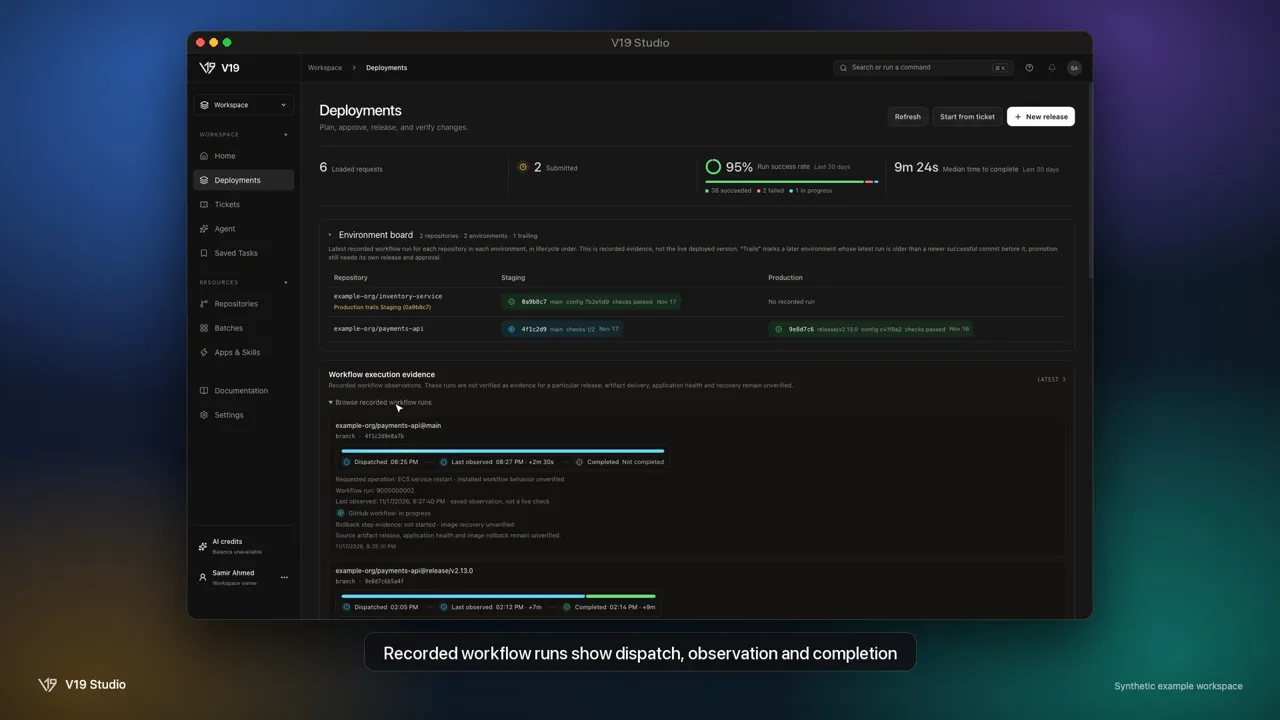 V19 Studio
V19
Workspace > Deployments
Search or run a command
⌘ K
SA
Workspace
WORKSPACE
Home
Deployments
Tickets
Agent
Saved Tasks
RESOURCES
Repositories
Batches
Apps & Skills
Documentation
Settings
AI credits
Balance unavailable
Samir Ahmed
Workspace owner
Deployments
Plan, approve, release, and verify changes.
Refresh
Start from ticket
+ New release
6 Loaded requests
2 Submitted
95% Run success rate Last 30 days
38 succeeded 2 failed 1 in progress
9m 24s Median time to complete Last 30 days
Environment board 2 repositories · 2 environments · 1 trailing
Latest recorded workflow run for each repository in each environment, in lifecycle order. This is recorded evidence, not the live deployed version. "Trails" marks a later environment whose latest run is older than a newer successful commit before it; promotion
still needs its own release and approval.
Repository Staging Production
example-org/inventory-service
Production trails Staging (0a9b8c7)
0a9b8c7 main config 7b2e5d9 checks passed Nov 17
No recorded run
example-org/payments-api
4f1c2d9 main checks 1/2 Nov 17
9e8d7c6 release/v2.13.0 config c41f9a2 checks passed Nov 16
Workflow execution evidence
Recorded workflow observations. These runs are not verified as evidence for a particular release; artifact delivery, application health and recovery remain unverified.
LATEST 3
Browse recorded workflow runs
example-org/payments-api@main
branch · 4f1c2d9e8a7b
Dispatched 08:25 PM
Last observed 08:27 PM · +2m 30s
Completed Not completed
Requested operation: ECS service restart · installed workflow behavior unverified
Workflow run: 9000000002
Last observed: 11/17/2026, 8:27:40 PM · saved observation, not a live check
GitHub workflow: in progress
Rollback step evidence: not started · image recovery unverified
Source artifact release, application health and image rollback remain unverified.
11/17/2026, 8:25:10 PM
example-org/payments-api@release/v2.13.0
branch · 9e8d7c6b5a4f
Dispatched 02:05 PM
Last observed 02:12 PM · +7m
Completed 02:14 PM · +9m
Recorded workflow runs show dispatch, observation and completion
V19 Studio
Synthetic example workspace